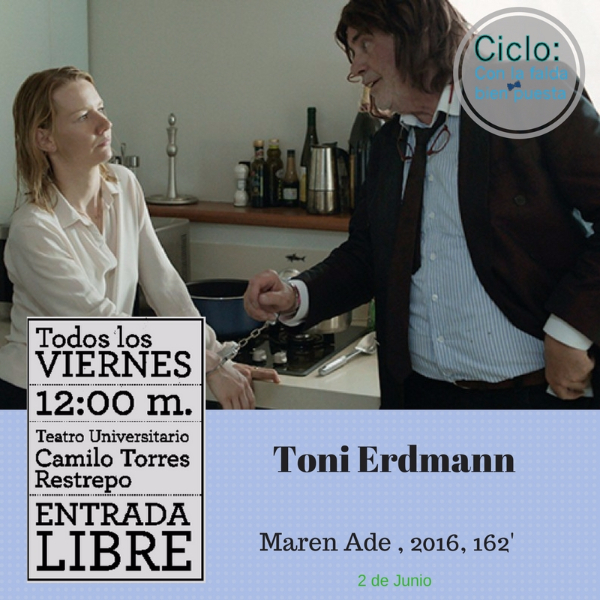 Ciclo:
Con la falda
bien puesta
Todos los
VIERNES
12:00 m.
Teatro Universitario
Camilo Torres
Restrepo
ENTRADA
LIBRE
Toni Erdmann
Maren Ade , 2016, 162'
2 de Junio